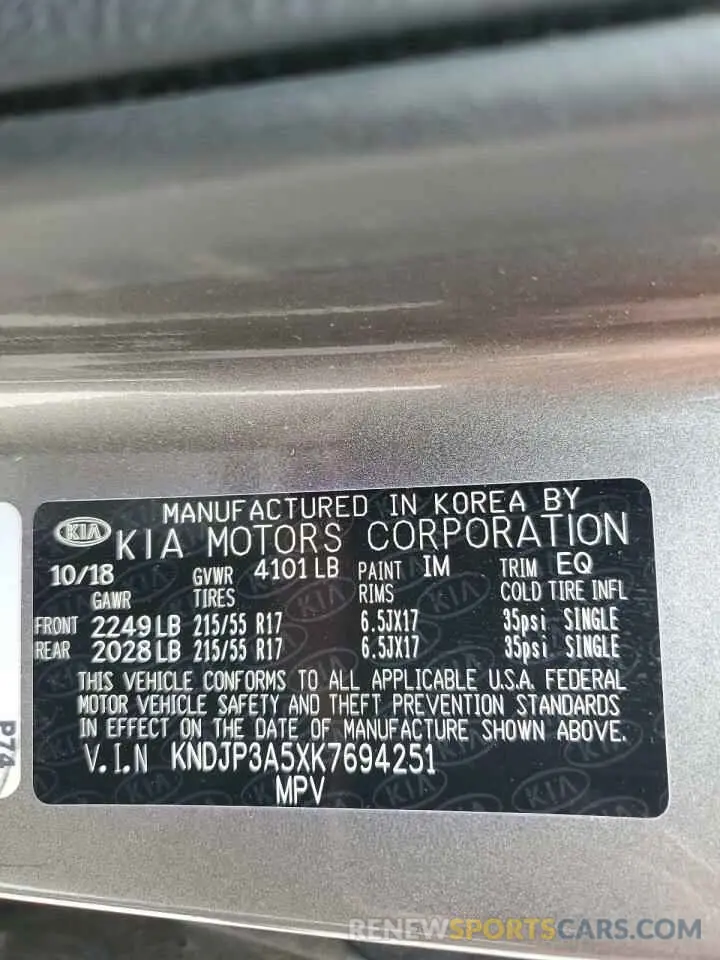 MANUFACTURED IN KOREA BY
KIA KIA MOTORS CORPORATION
10/18 GVWR 4101 LB PAINT IM TRIM EQ
GAWR TIRES RIMS COLD TIRE INFL
FRONT 2249 LB 215/55 R17 6.5JX17 35psi SINGLE
REAR 2028 LB 215/55 R17 6.5JX17 35psi SINGLE
THIS VEHICLE CONFORMS TO ALL APPLICABLE U.S.A. FEDERAL
MOTOR VEHICLE SAFETY AND THEFT PREVENTION STANDARDS
IN EFFECT ON THE DATE OF MANUFACTURE SHOWN ABOVE.
V.I.N KNDJP3A5XK7694251
MPV
P74
RENEWSPORTSCARS.COM